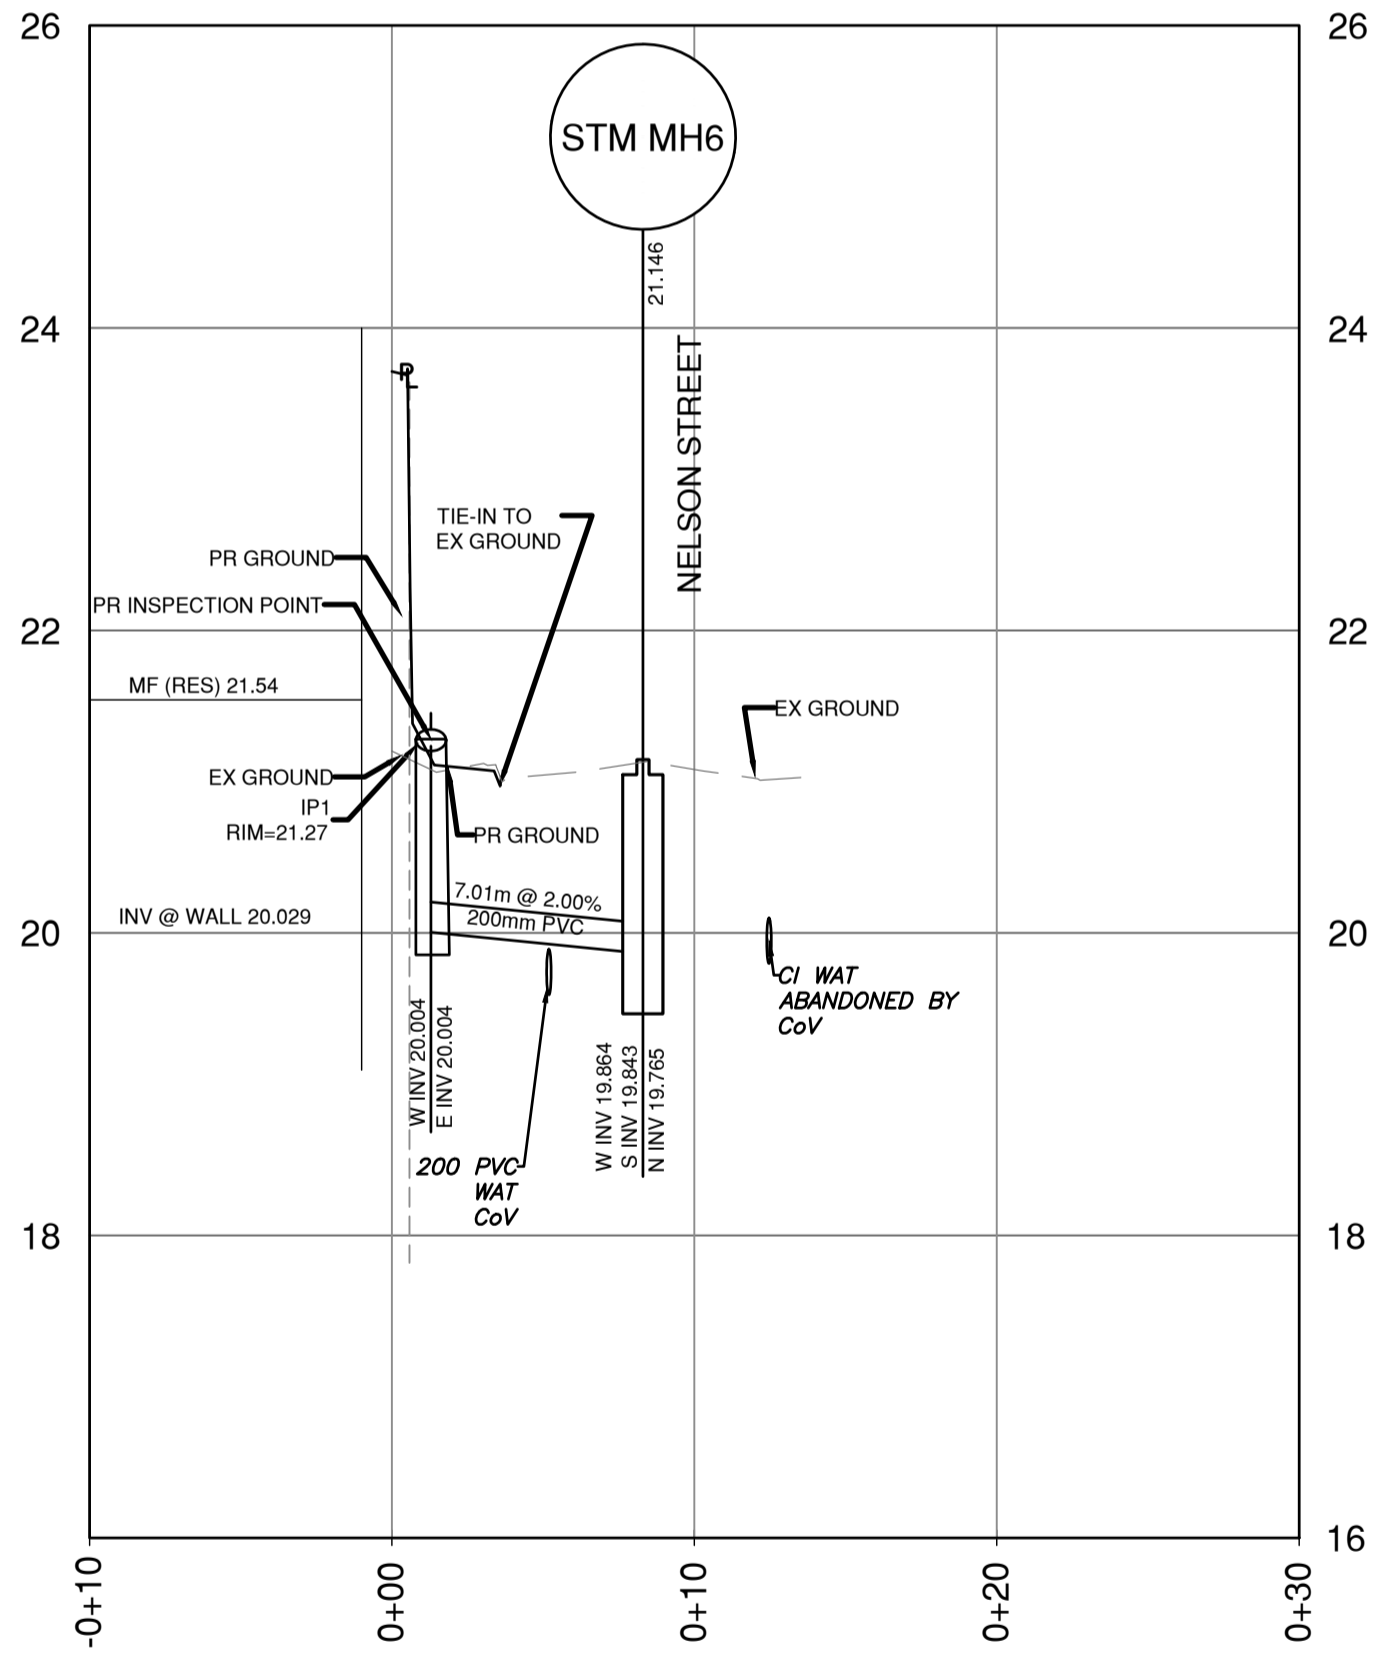 26
26
STM MH6
21.146
24
24
NELSON STREET
TIE-IN TO
EX GROUND
PR GROUND
PR INSPECTION POINT
22
22
MF (RES) 21.54
EX GROUND
EX GROUND
IP1
RIM=21.27
PR GROUND
7.01m @ 2.00%
200mm PVC
INV @ WALL 20.029
20
20
CI WAT
ABANDONED BY
CoV
W INV 20.004
E INV 20.004
W INV 19.864
S INV 19.843
N INV 19.765
200 PVC
WAT
CoV
18
18
16
-0+10
0+00
0+10
0+20
0+30